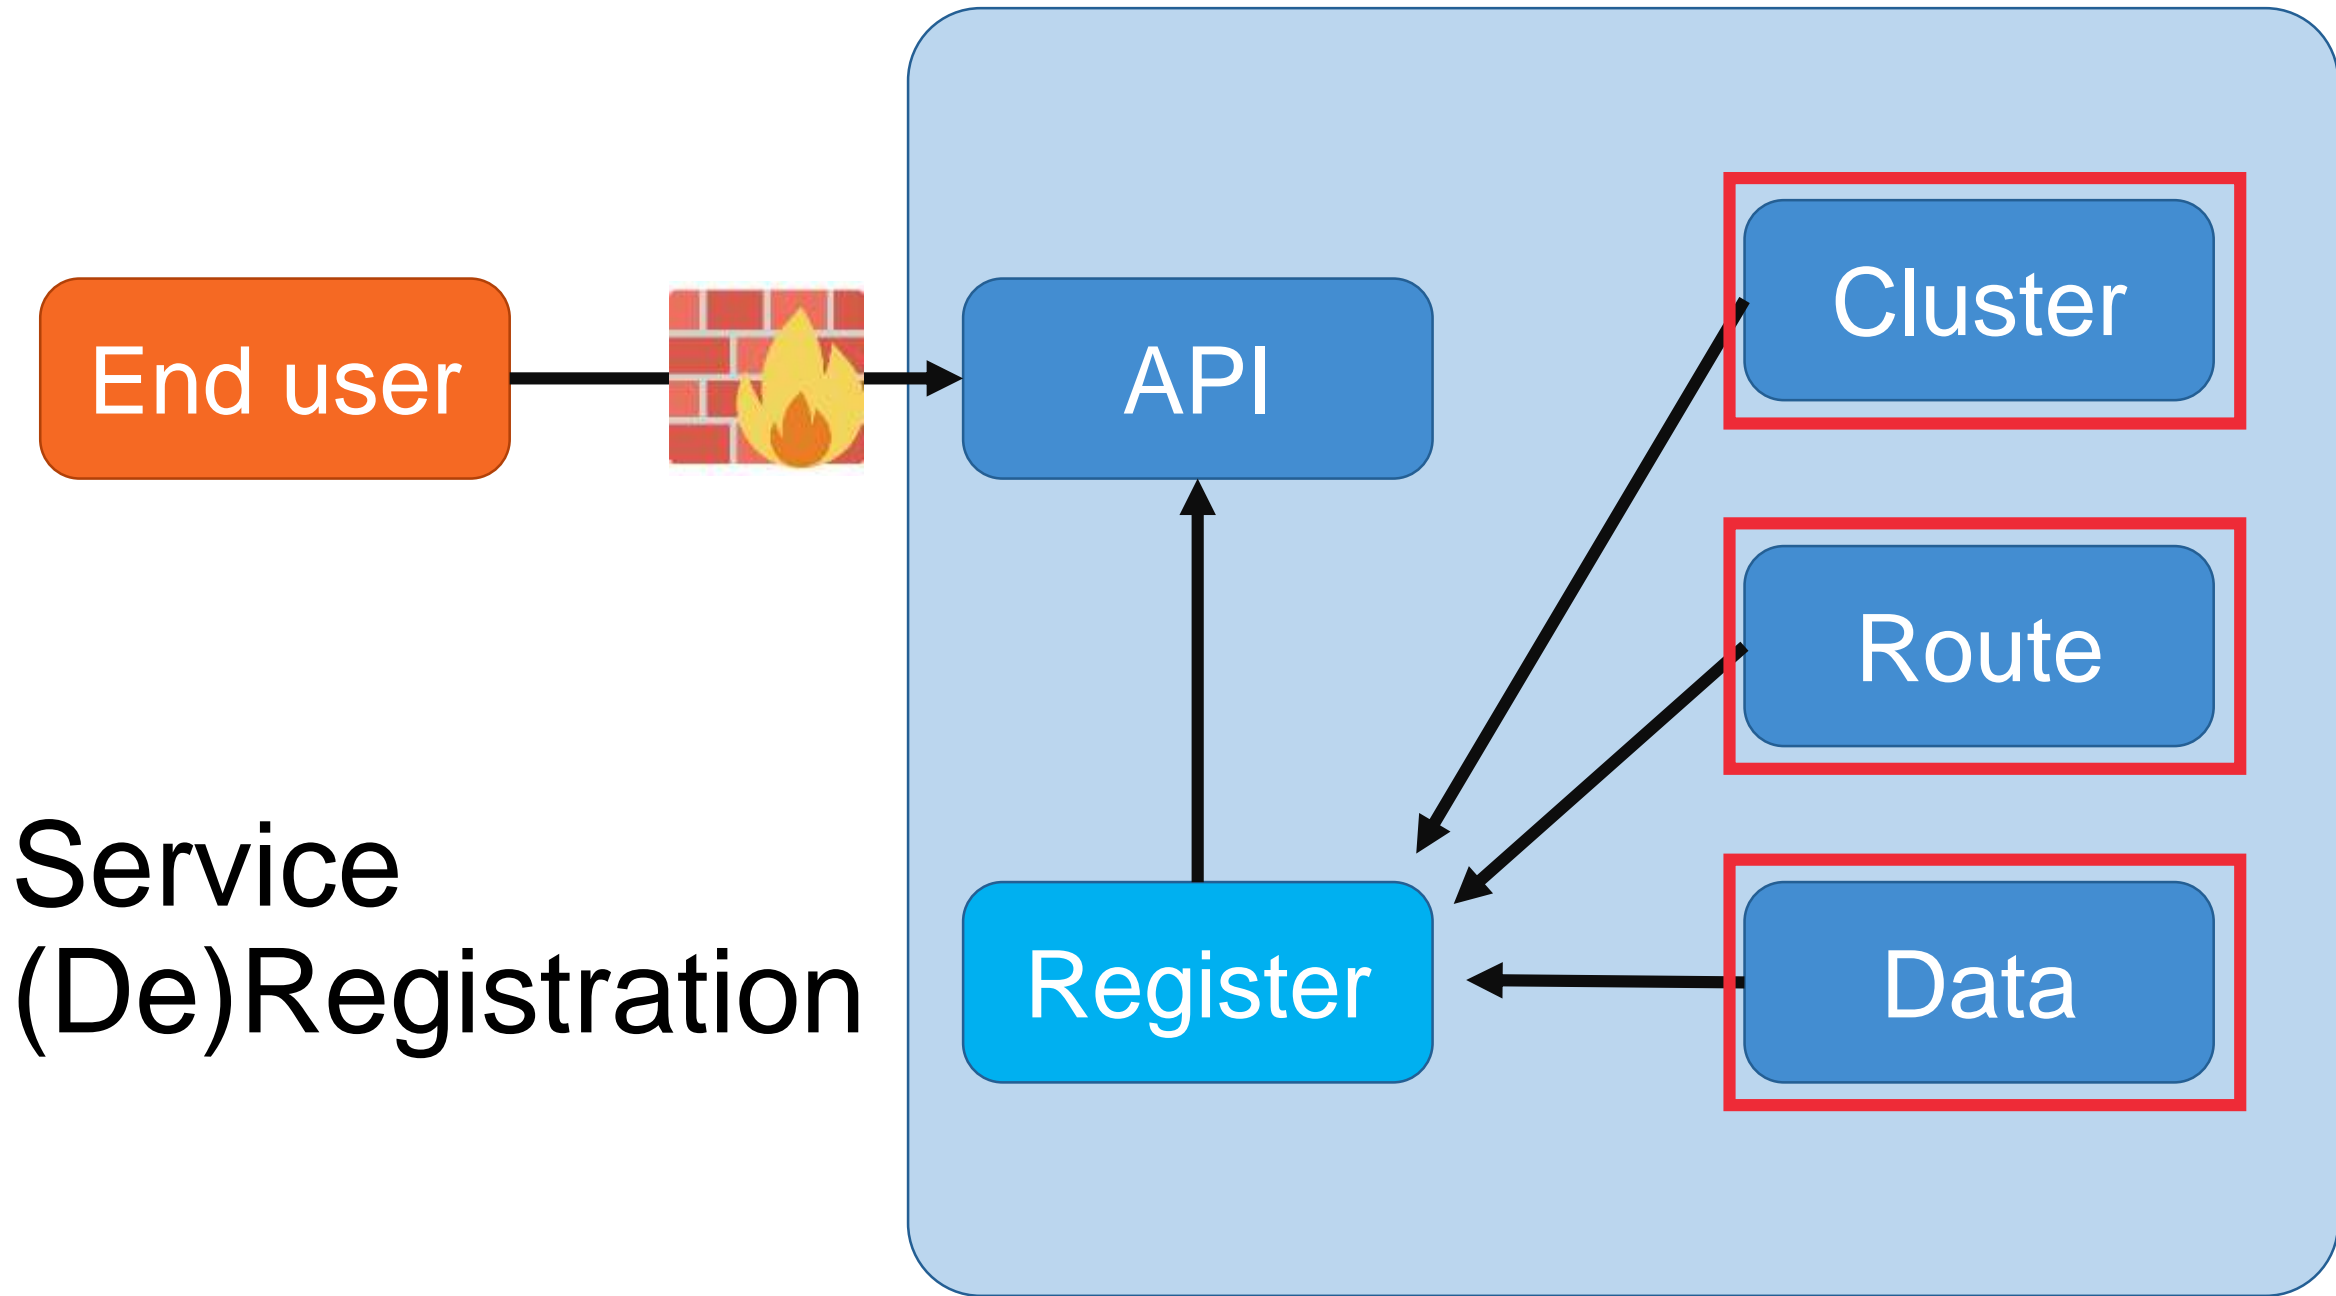 End user
API
Cluster
Route
Service
(De)Registration
Register
Data